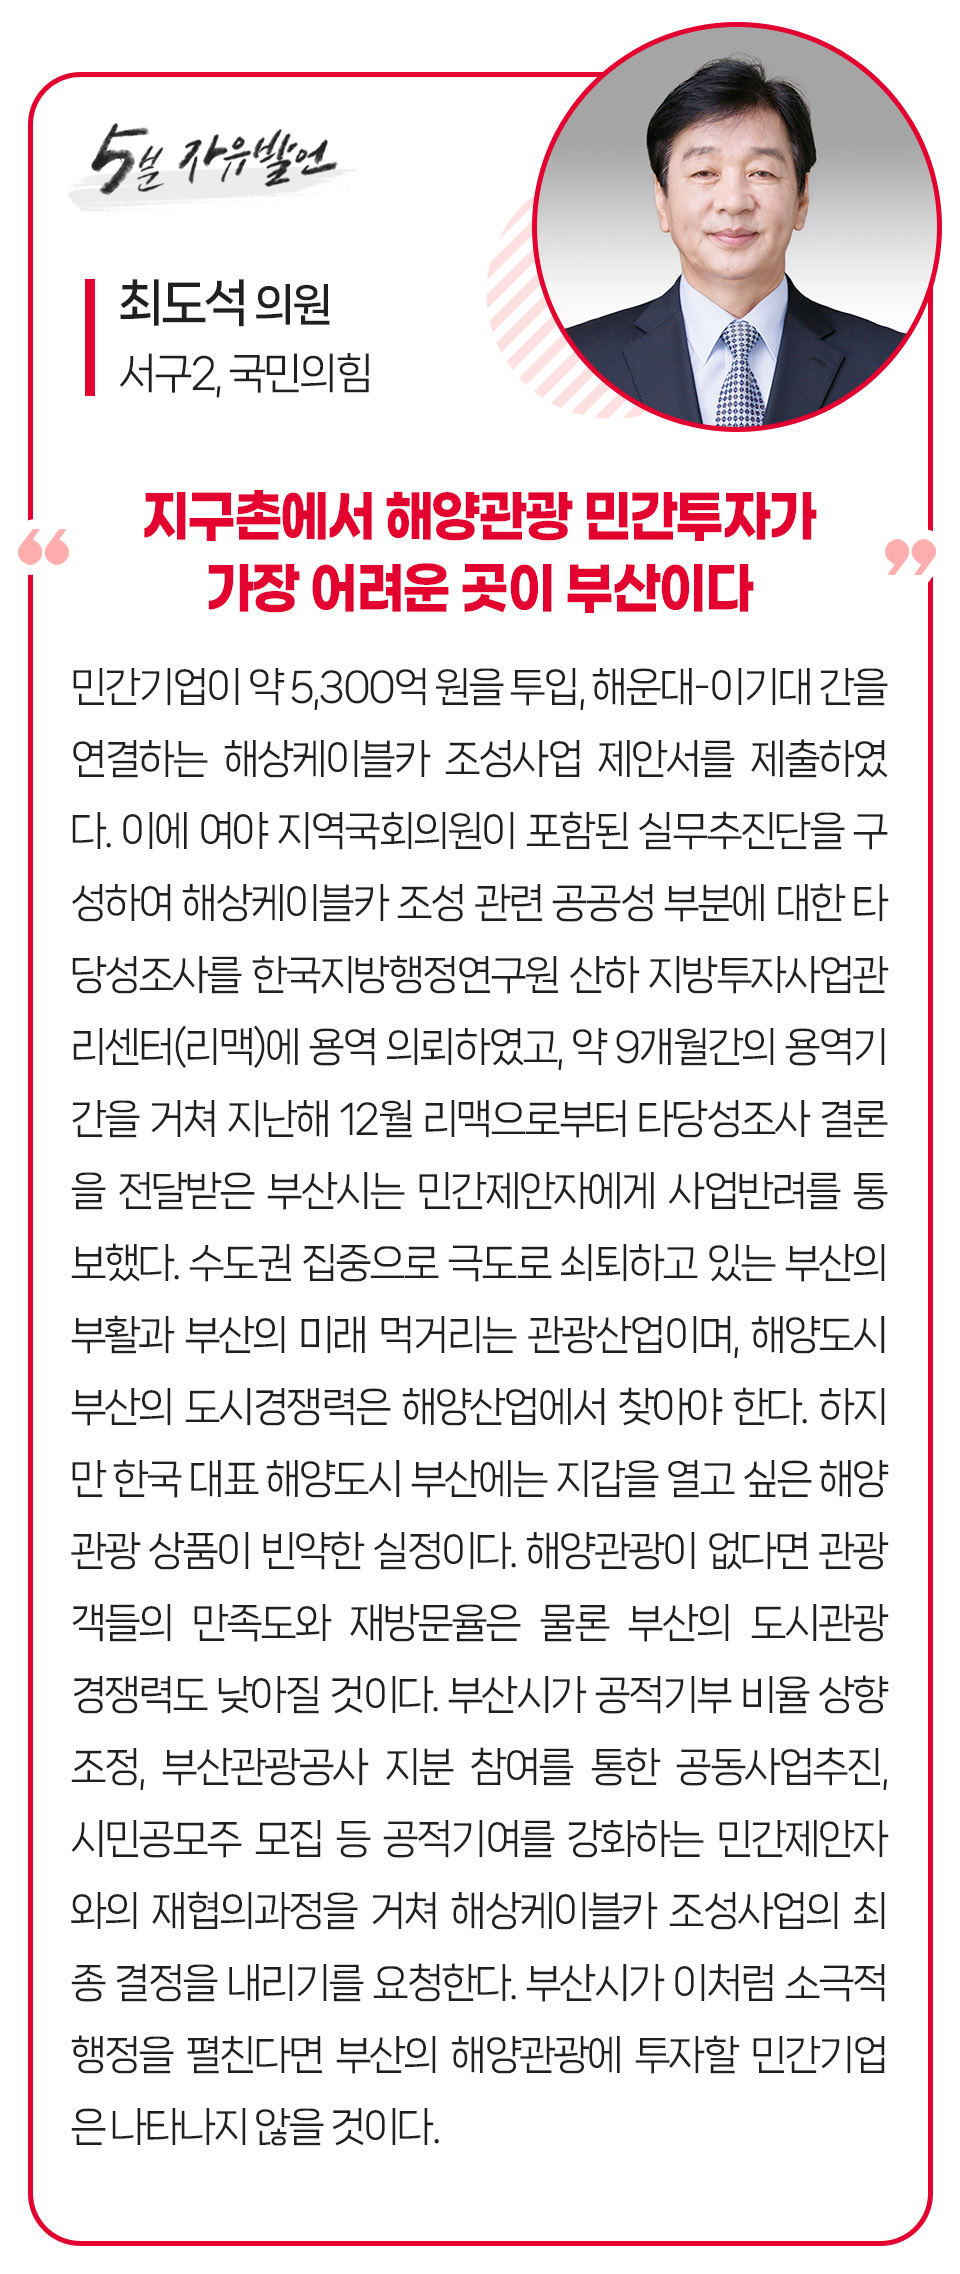 5분 자유발언
최도석 의원
서구2, 국민의힘
“ 지구촌에서 해양관광 민간투자가
가장 어려운 곳이 부산이다 ”
민간기업이 약 5,300억 원을 투입, 해운대-이기대 간을
연결하는 해상케이블카 조성사업 제안서를 제출하였
다. 이에 여야 지역국회의원이 포함된 실무추진단을 구
성하여 해상케이블카 조성 관련 공공성 부분에 대한 타
당성조사를 한국지방행정연구원 산하 지방투자사업관
리센터(리맥)에 용역 의뢰하였고, 약 9개월간의 용역기
간을 거쳐 지난해 12월 리맥으로부터 타당성조사 결론
을 전달받은 부산시는 민간제안자에게 사업반려를 통
보했다. 수도권 집중으로 극도로 쇠퇴하고 있는 부산의
부활과 부산의 미래 먹거리는 관광산업이며, 해양도시
부산의 도시경쟁력은 해양산업에서 찾아야 한다. 하지
만 한국 대표 해양도시 부산에는 지갑을 열고 싶은 해양
관광 상품이 빈약한 실정이다. 해양관광이 없다면 관광
객들의 만족도와 재방문율은 물론 부산의 도시관광
경쟁력도 낮아질 것이다. 부산시가 공적기부 비율 상향
조정, 부산관광공사 지분 참여를 통한 공동사업추진,
시민공모주 모집 등 공적기여를 강화하는 민간제안자
와의 재협의과정을 거쳐 해상케이블카 조성사업의 최
종 결정을 내리기를 요청한다. 부산시가 이처럼 소극적
행정을 펼친다면 부산의 해양관광에 투자할 민간기업
은 나타나지 않을 것이다.